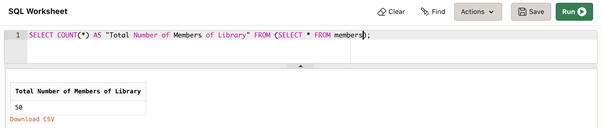 SQL Worksheet
Clear
Find
Actions
Save
Run
1 SELECT COUNT(*) AS "Total Number of Members of Library" FROM (SELECT * FROM members);
Total Number of Members of Library
50
Download CSV